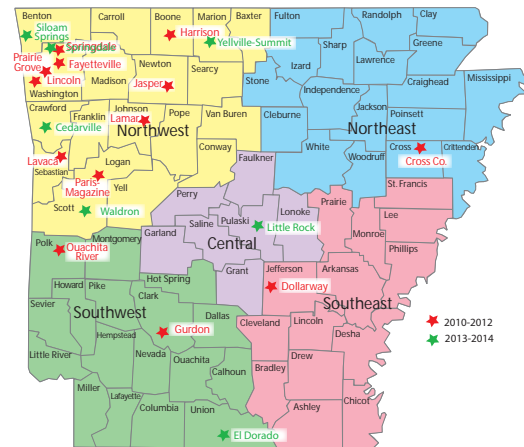 Benton
Carroll
Boone
Marion
Baxter
Fulton
Randolph
Clay
Siloam
Springs
Harrison
Yellville-Summit
Sharp
Greene
Springdale
Izard
Lawrence
Prairie
Grove
Fayetteville
Newton
Searcy
Stone
Mississippi
Lincoln
Madison
Jasper
Independence
Craighead
Washington
Jackson
Crawford
Franklin
Johnson
Lamar
Pope
Van Buren
Cleburne
Poinsett
Cedarville
Northwest
Northeast
Conway
White
Woodruff
Cross
Crittenden
Cross Co.
Lavaca
Logan
Faulkner
Sebastian
Paris-
Magazine
Yell
St. Francis
Perry
Prairie
Scott
Waldron
Pulaski
Lonoke
Lee
Saline
Little Rock
Monroe
Polk
Montgomery
Garland
Central
Phillips
Ouachita
River
Grant
Jefferson
Arkansas
Hot Spring
Howard
Pike
Dollarway
Clark
Southeast
Sevier
Southwest
Dallas
Cleveland
Lincoln
2010-2012
Hempstead
Gurdon
Desha
2013-2014
Little River
Nevada
Ouachita
Drew
Calhoun
Bradley
Miller
Lafayette
Columbia
Union
Ashley
Chicot
El Dorado